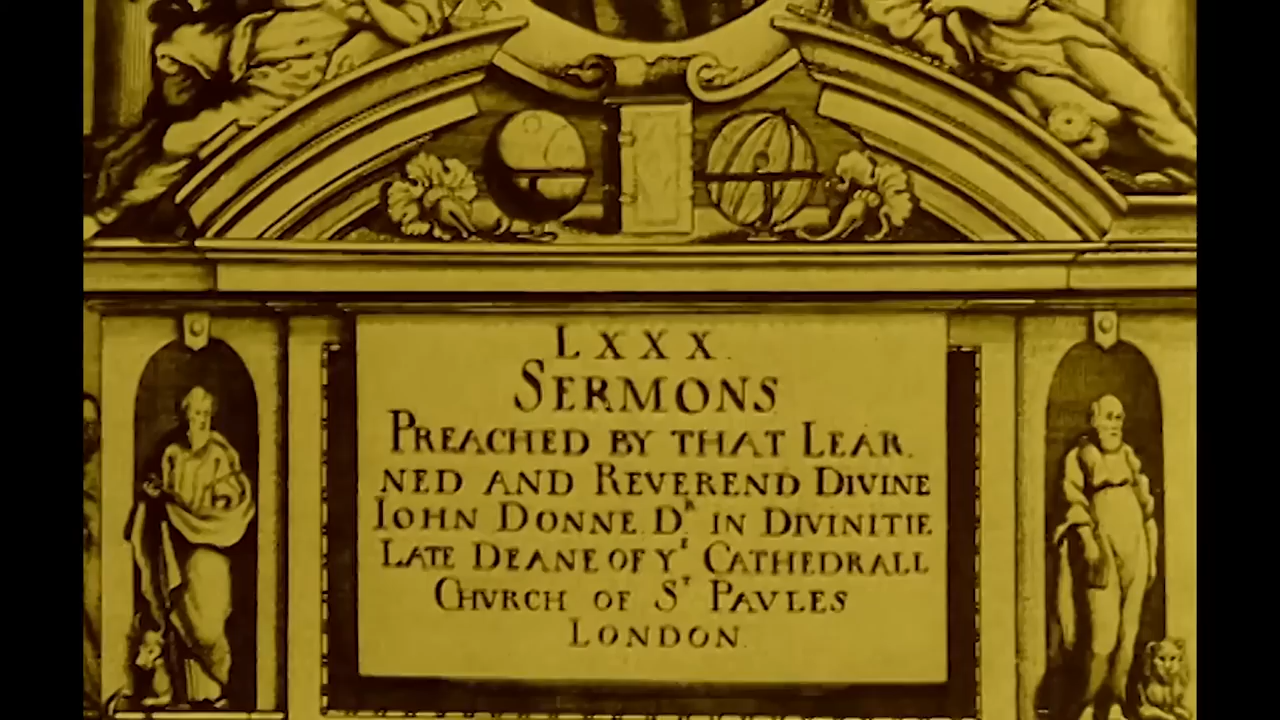 LXXX.
SERMONS
PREACHED BY THAT LEAR.
NED AND REVEREND DIVINE
IOHN DONNE. Dᴿ IN DIVINITIE
LATE DEANE OF Yᴱ CATHEDRALL
CHVRCH OF Sᵀ PAVLES
LONDON.